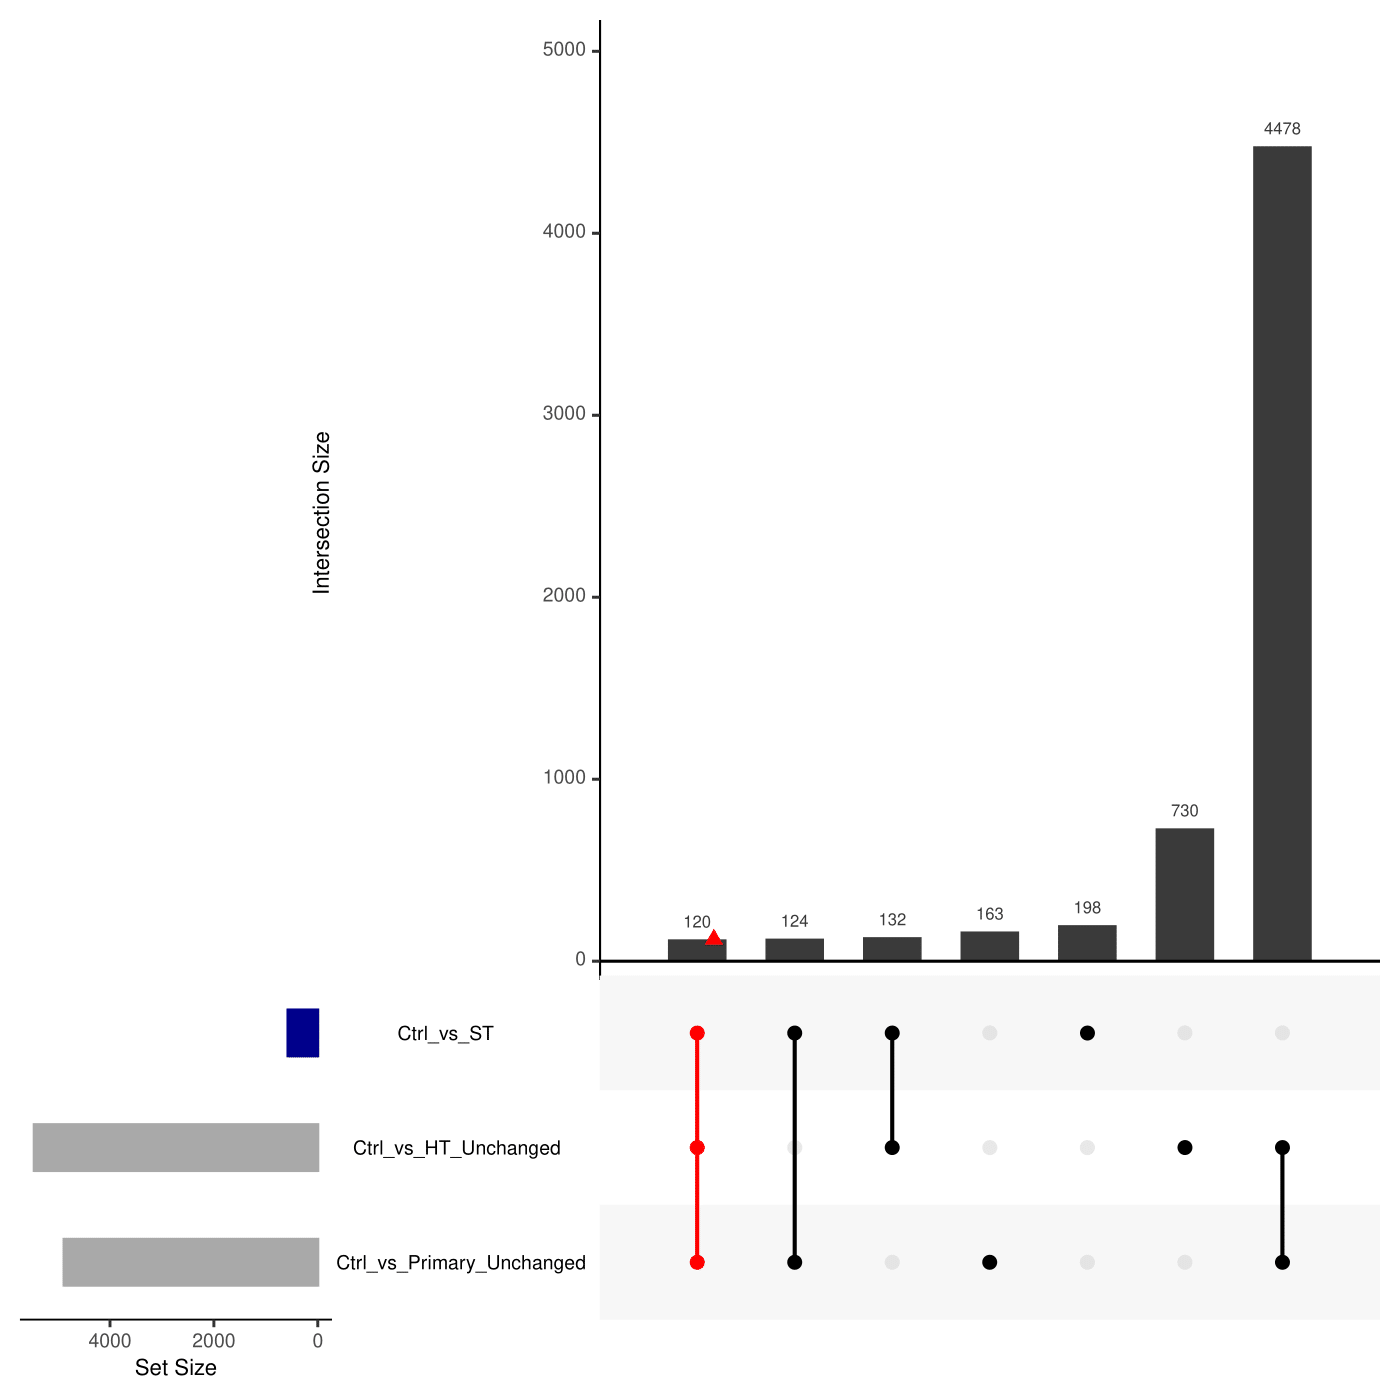 5000
4000
3000
2000
1000
0
Intersection Size
4478
730
198
163
132
124
120
Ctrl_vs_ST
Ctrl_vs_HT_Unchanged
Ctrl_vs_Primary_Unchanged
4000 2000 0
Set Size